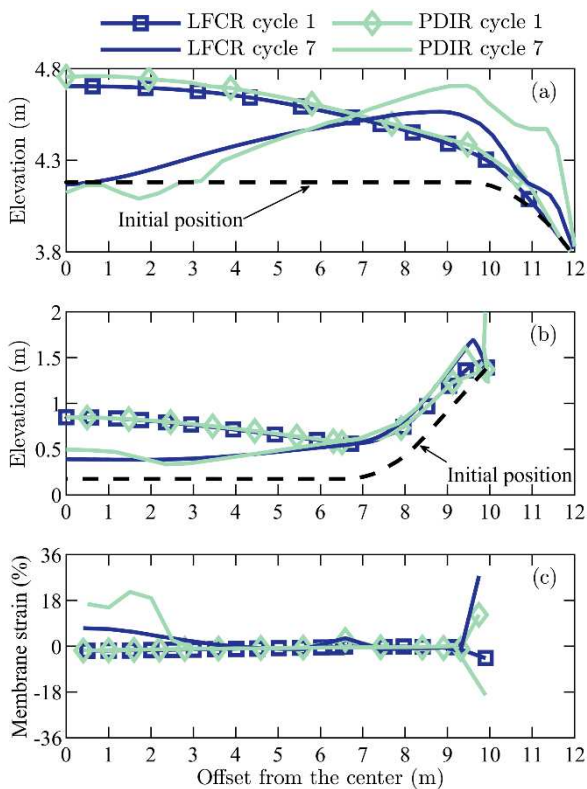 LFCR cycle 1 PDIR cycle 1
LFCR cycle 7 PDIR cycle 7
4.8
4.3
3.8
Elevation (m)
(a)
Initial position
0 1 2 3 4 5 6 7 8 9 10 11 12
2
1.5
1
0.5
0
Elevation (m)
(b)
Initial position
0 1 2 3 4 5 6 7 8 9 10 11 12
36
18
0
-18
-36
Membrane strain (%)
(c)
0 1 2 3 4 5 6 7 8 9 10 11 12
Offset from the center (m)